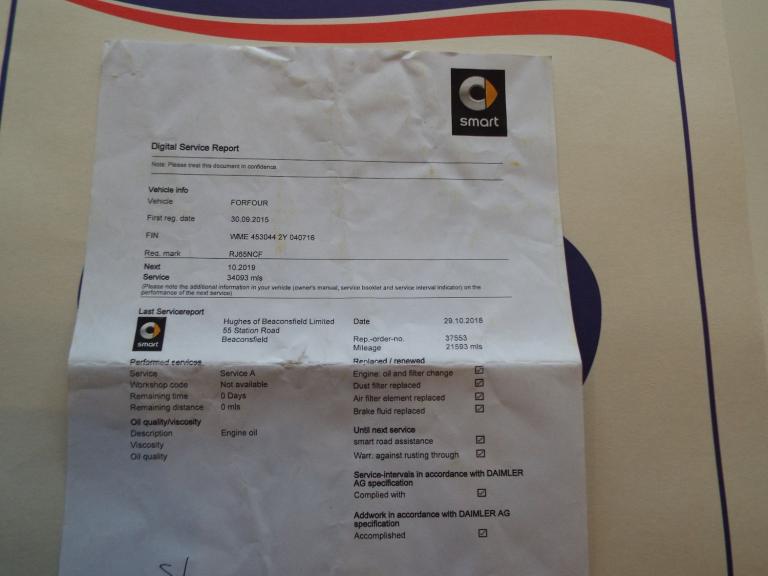 smart
Digital Service Report
Note: Please treat this document in confidence.
Vehicle info
Vehicle FORFOUR
First reg. date 30.09.2015
FIN WME 453044 2Y 040716
Reg. mark RJ65NCF
Next 10.2019
Service 34093 mls
(Please note the additional information in your vehicle (owner's manual, service booklet and service interval indicator) on the
performance of the next service)
Last Servicereport
smart
Hughes of Beaconsfield Limited
55 Station Road
Beaconsfield
Date 29.10.2018
Rep.-order-no. 37553
Mileage 21593 mls
Performed services
Service Service A
Workshop code Not available
Remaining time 0 Days
Remaining distance 0 mls
Oil quality/viscosity
Description Engine oil
Viscosity
Oil quality
Replaced / renewed
Engine: oil and filter change ☑
Dust filter replaced ☑
Air filter element replaced ☑
Brake fluid replaced ☑
Until next service
smart road assistance ☑
Warr. against rusting through ☑
Service-intervals in accordance with DAIMLER
AG specification
Complied with ☑
Addwork in accordance with DAIMLER AG
specification
Accomplished ☑